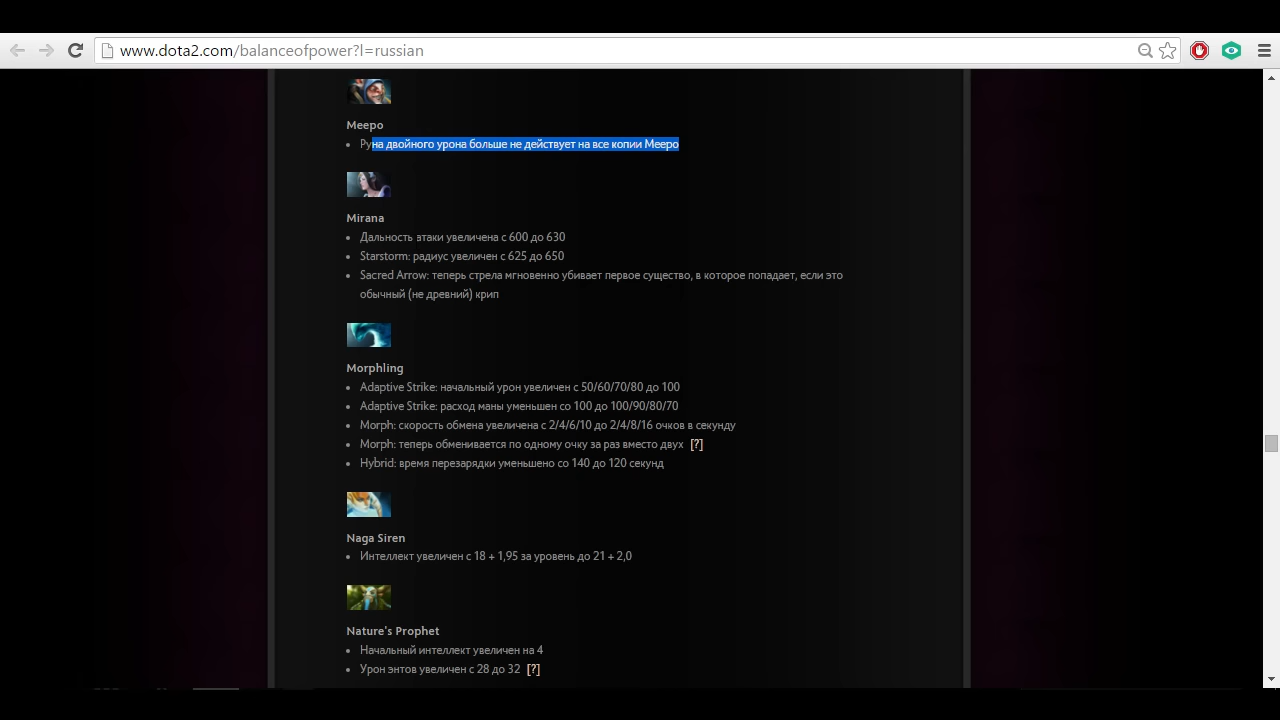 www.dota2.com/balanceofpower?l=russian
Meepo
Руна двойного урона больше не действует на все копии Meepo
Mirana
Дальность атаки увеличена с 600 до 630
Starstorm: радиус увеличен с 625 до 650
Sacred Arrow: теперь стрела мгновенно убивает первое существо, в которое попадает, если это
обычный (не древний) крип
Morphling
Adaptive Strike: начальный урон увеличен с 50/60/70/80 до 100
Adaptive Strike: расход маны уменьшен со 100 до 100/90/80/70
Morph: скорость обмена увеличена с 2/4/6/10 до 2/4/8/16 очков в секунду
Morph: теперь обменивается по одному очку за раз вместо двух [?]
Hybrid: время перезарядки уменьшено со 140 до 120 секунд
Naga Siren
Интеллект увеличен с 18 + 1,95 за уровень до 21 + 2,0
Nature's Prophet
Начальный интеллект увеличен на 4
Урон энтов увеличен с 28 до 32 [?]